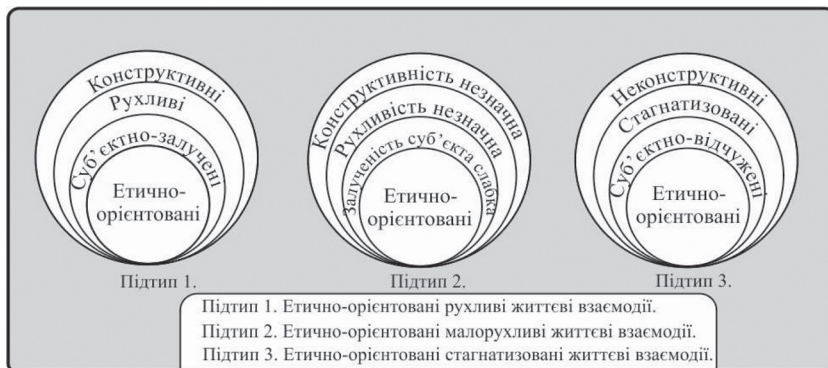 Конструктивні
Рухливі
Суб’єктно-залучені
Етично-
орієнтовані
Підтип 1.
Конструктивність незначна
Рухливість незначна
Залученість суб’єкта слабка
Етично-
орієнтовані
Підтип 2.
Неконструктивні
Стагнатизовані
Суб’єктно-відчужені
Етично-
орієнтовані
Підтип 3.
Підтип 1. Етично-орієнтовані рухливі життєві взаємодії.
Підтип 2. Етично-орієнтовані малорухливі життєві взаємодії.
Підтип 3. Етично-орієнтовані стагнатизовані життєві взаємодії.